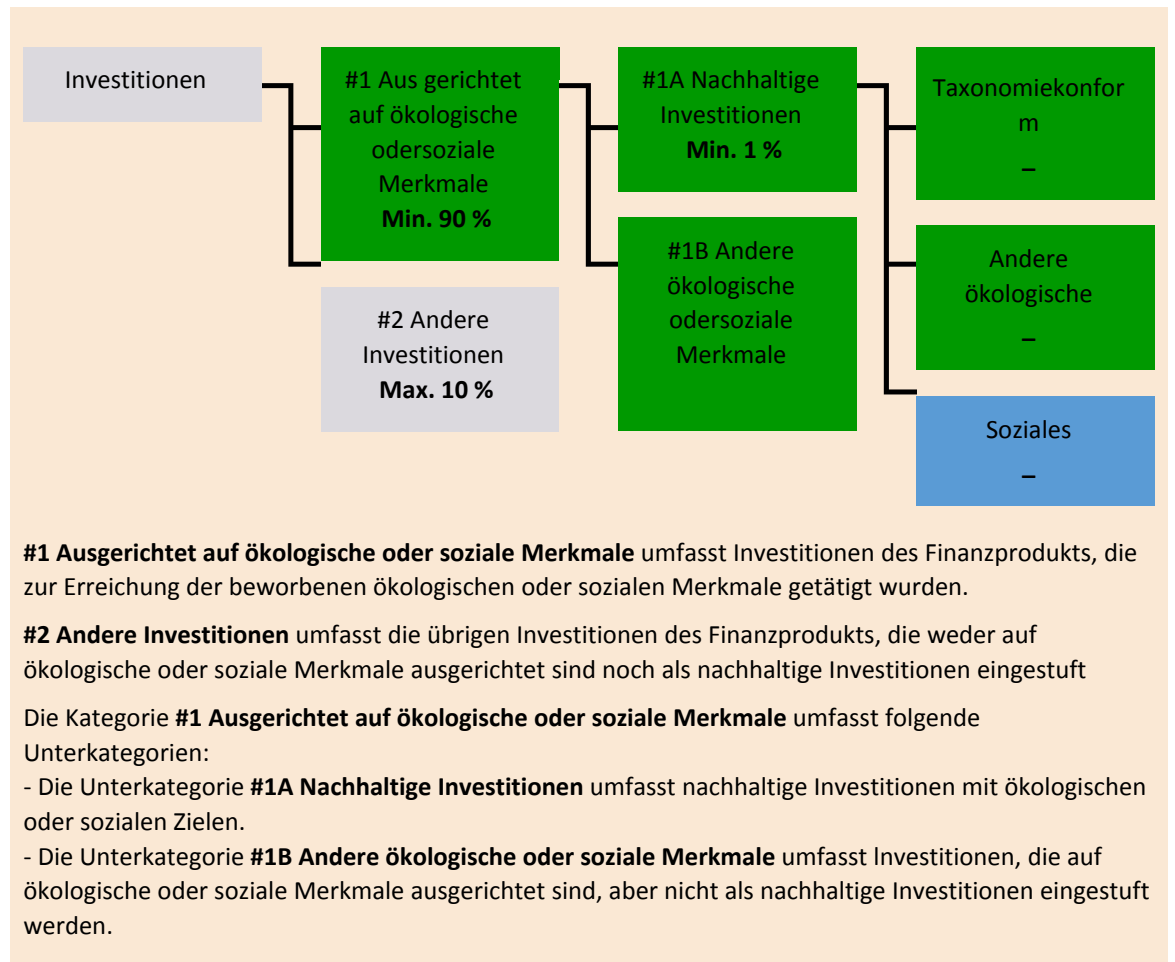 Investitionen
#1 Aus gerichtet
auf ökologische
odersoziale
Merkmale
Min. 90 %
#2 Andere
Investitionen
Max. 10 %
#1A Nachhaltige
Investitionen
Min. 1 %
#1B Andere
ökologische
odersoziale
Merkmale
Taxonomiekonfor
m
–
Andere
ökologische
–
Soziales
–
#1 Ausgerichtet auf ökologische oder soziale Merkmale umfasst Investitionen des Finanzprodukts, die
zur Erreichung der beworbenen ökologischen oder sozialen Merkmale getätigt wurden.
#2 Andere Investitionen umfasst die übrigen Investitionen des Finanzprodukts, die weder auf
ökologische oder soziale Merkmale ausgerichtet sind noch als nachhaltige Investitionen eingestuft
Die Kategorie #1 Ausgerichtet auf ökologische oder soziale Merkmale umfasst folgende
Unterkategorien:
- Die Unterkategorie #1A Nachhaltige Investitionen umfasst nachhaltige Investitionen mit ökologischen
oder sozialen Zielen.
- Die Unterkategorie #1B Andere ökologische oder soziale Merkmale umfasst lnvestitionen, die auf
ökologische oder soziale Merkmale ausgerichtet sind, aber nicht als nachhaltige Investitionen eingestuft
werden.